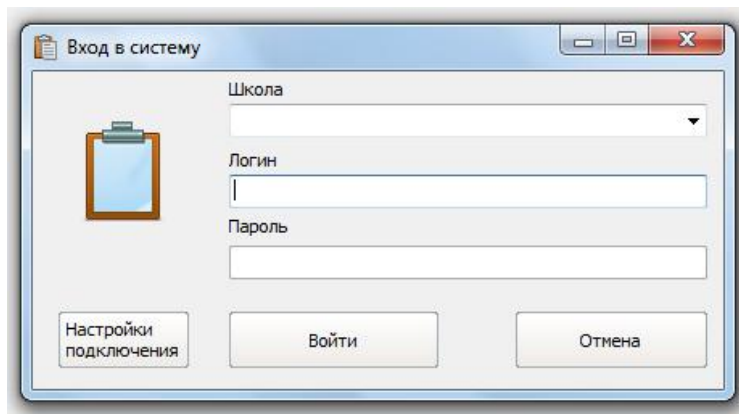 Вход в систему
Школа
Логин
Пароль
Настройки
подключения
Войти
Отмена